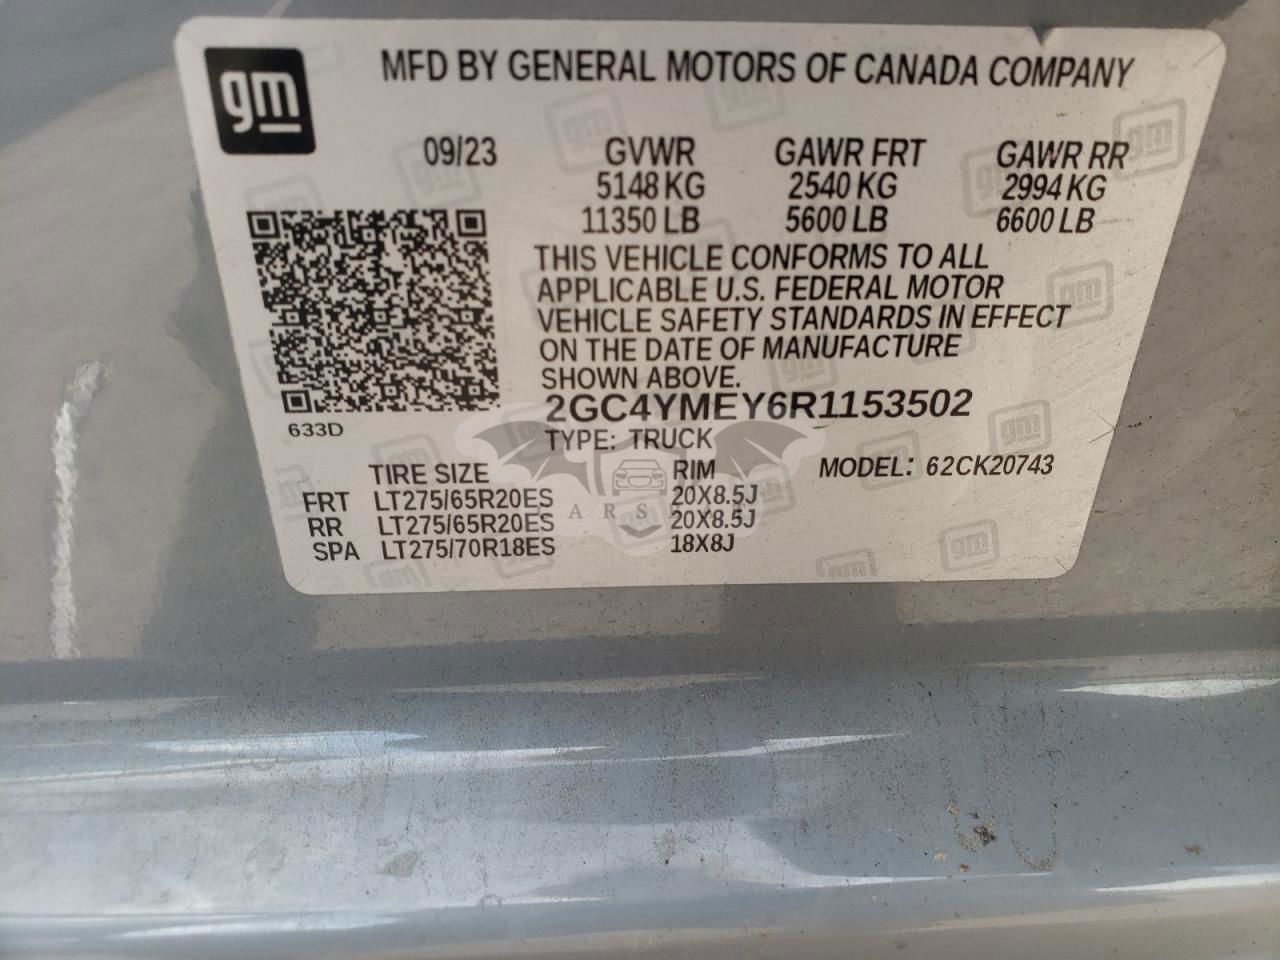 gm
MFD BY GENERAL MOTORS OF CANADA COMPANY
09/23 GVWR GAWR FRT GAWR RR
5148 KG 2540 KG 2994 KG
11350 LB 5600 LB 6600 LB
THIS VEHICLE CONFORMS TO ALL
APPLICABLE U.S. FEDERAL MOTOR
VEHICLE SAFETY STANDARDS IN EFFECT
ON THE DATE OF MANUFACTURE
SHOWN ABOVE.
2GC4YMEY6R1153502
633D
TYPE: TRUCK
TIRE SIZE RIM MODEL: 62CK20743
FRT LT275/65R20ES 20X8.5J
RR LT275/65R20ES 20X8.5J
SPA LT275/70R18ES 18X8J